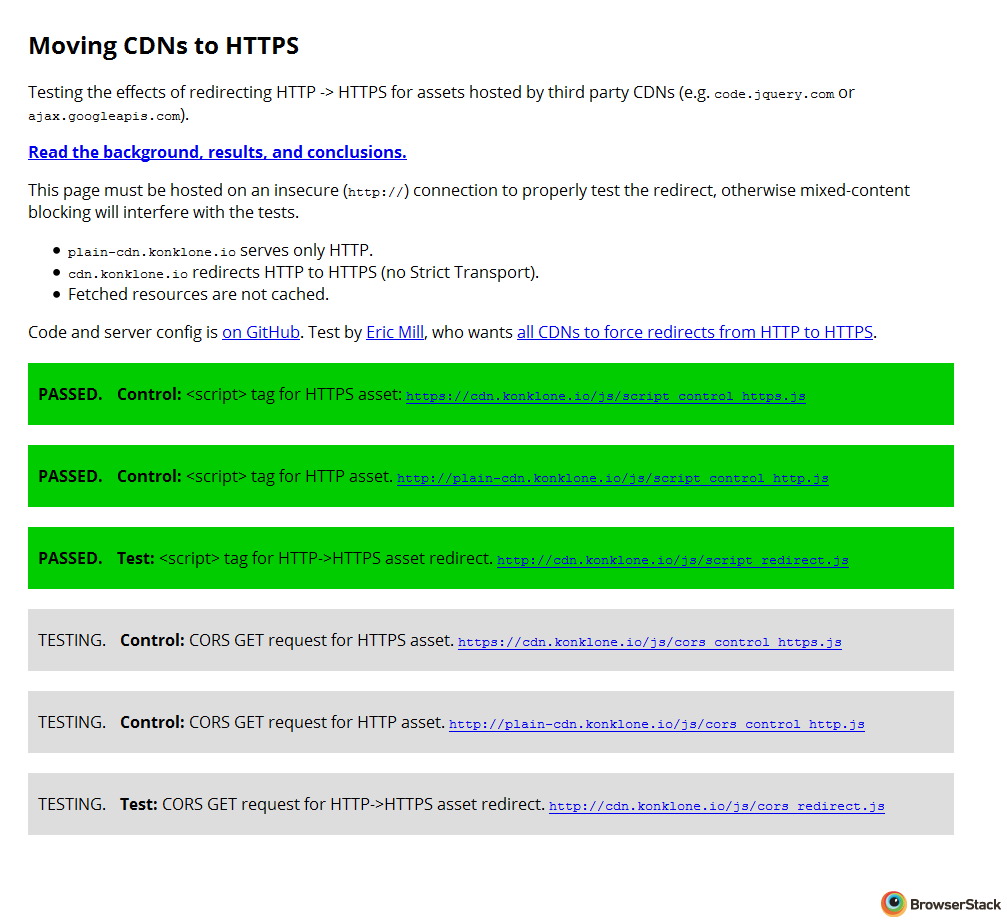 Moving CDNs to HTTPS
Testing the effects of redirecting HTTP -> HTTPS for assets hosted by third party CDNs (e.g. code.jquery.com or
ajax.googleapis.com).
Read the background, results, and conclusions.
This page must be hosted on an insecure (http://) connection to properly test the redirect, otherwise mixed-content
blocking will interfere with the tests.
• plain-cdn.konklone.io serves only HTTP.
• cdn.konklone.io redirects HTTP to HTTPS (no Strict Transport).
• Fetched resources are not cached.
Code and server config is on GitHub. Test by Eric Mill, who wants all CDNs to force redirects from HTTP to HTTPS.
PASSED. Control: <script> tag for HTTPS asset: https://cdn.konklone.io/js/script_control_https.js
PASSED. Control: <script> tag for HTTP asset. http://plain-cdn.konklone.io/js/script_control_http.js
PASSED. Test: <script> tag for HTTP->HTTPS asset redirect. http://cdn.konklone.io/js/script_redirect.js
TESTING. Control: CORS GET request for HTTPS asset. https://cdn.konklone.io/js/cors_control_https.js
TESTING. Control: CORS GET request for HTTP asset. http://plain-cdn.konklone.io/js/cors_control_http.js
TESTING. Test: CORS GET request for HTTP->HTTPS asset redirect. http://cdn.konklone.io/js/cors_redirect.js
BrowserStack